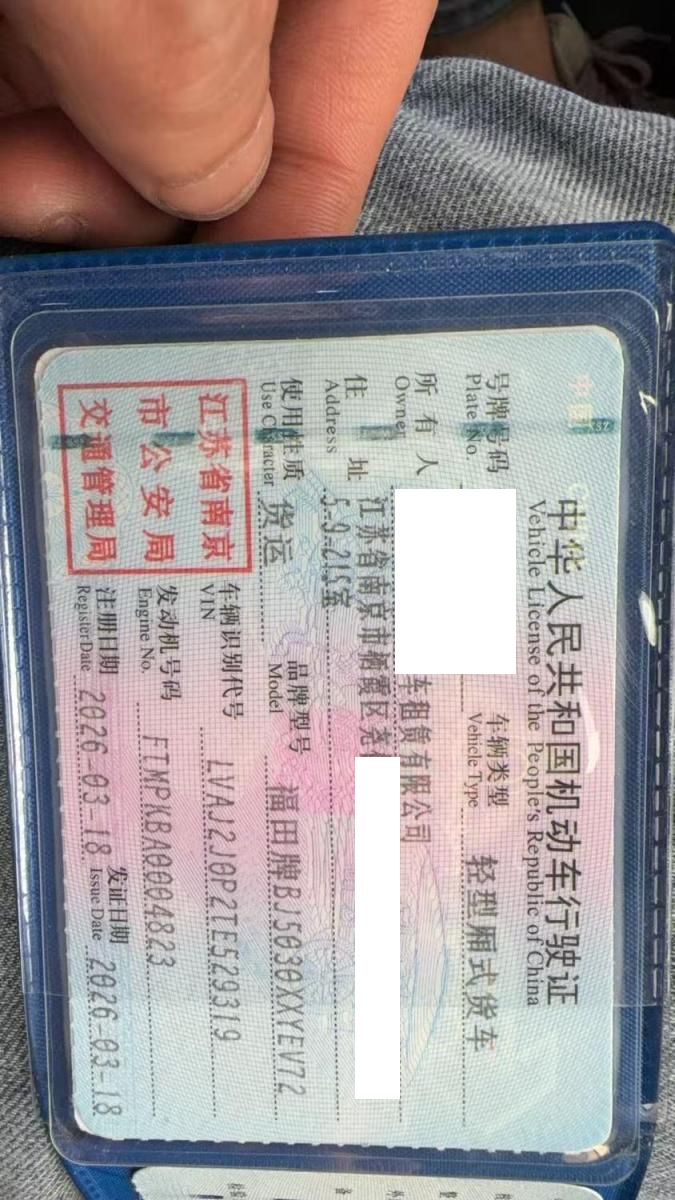 中华人民共和国机动车行驶证
Vehicle License of the People's Republic of China
号牌号码
Plate No.
车辆类型
Vehicle Type
轻型厢式货车
所有人
Owner
车租赁有限公司
住址
Address
江苏省南京市栖霞区尧
5-9-215室
使用性质
Use Character
货运
品牌型号
Model
福田牌BJ5030XXYEV72
江苏省南京
市公安局
交通管理局
车辆识别代号
VIN
LVAJ2J0P2TE529319
发动机号码
Engine No.
FTMPKBA0004823
注册日期
Register Date
2026-03-18
发证日期
Issue Date
2026-03-18